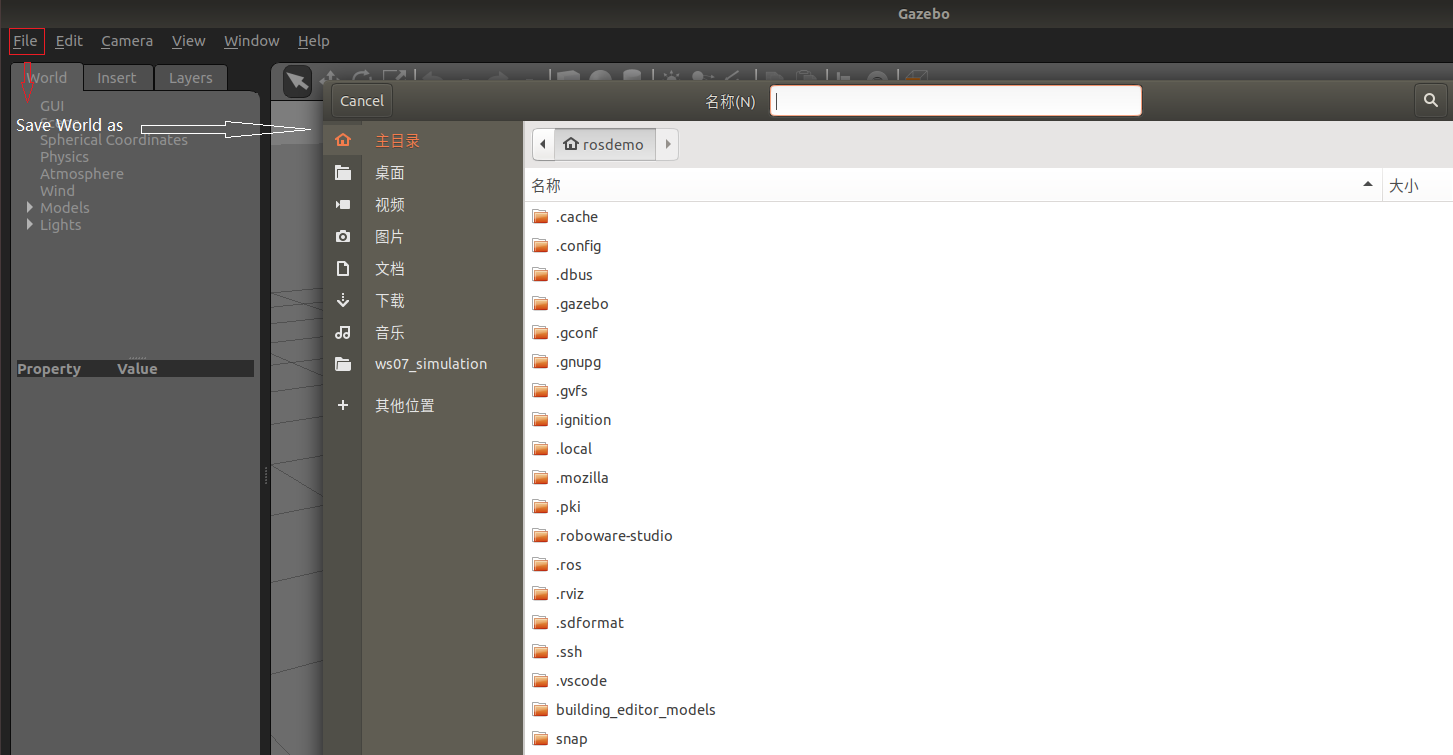 Gazebo
File Edit Camera View Window Help
World Insert Layers
GUI
Save World as
Spherical Coordinates
Physics
Atmosphere
Wind
Models
Lights
Property Value
Cancel 名称(N)
主目录
桌面
视频
图片
文档
下载
音乐
ws07_simulation
其他位置
rosdemo
名称 大小
.cache
.config
.dbus
.gazebo
.gconf
.gnupg
.gvfs
.ignition
.local
.mozilla
.pki
.roboware-studio
.ros
.rviz
.sdformat
.ssh
.vscode
building_editor_models
snap